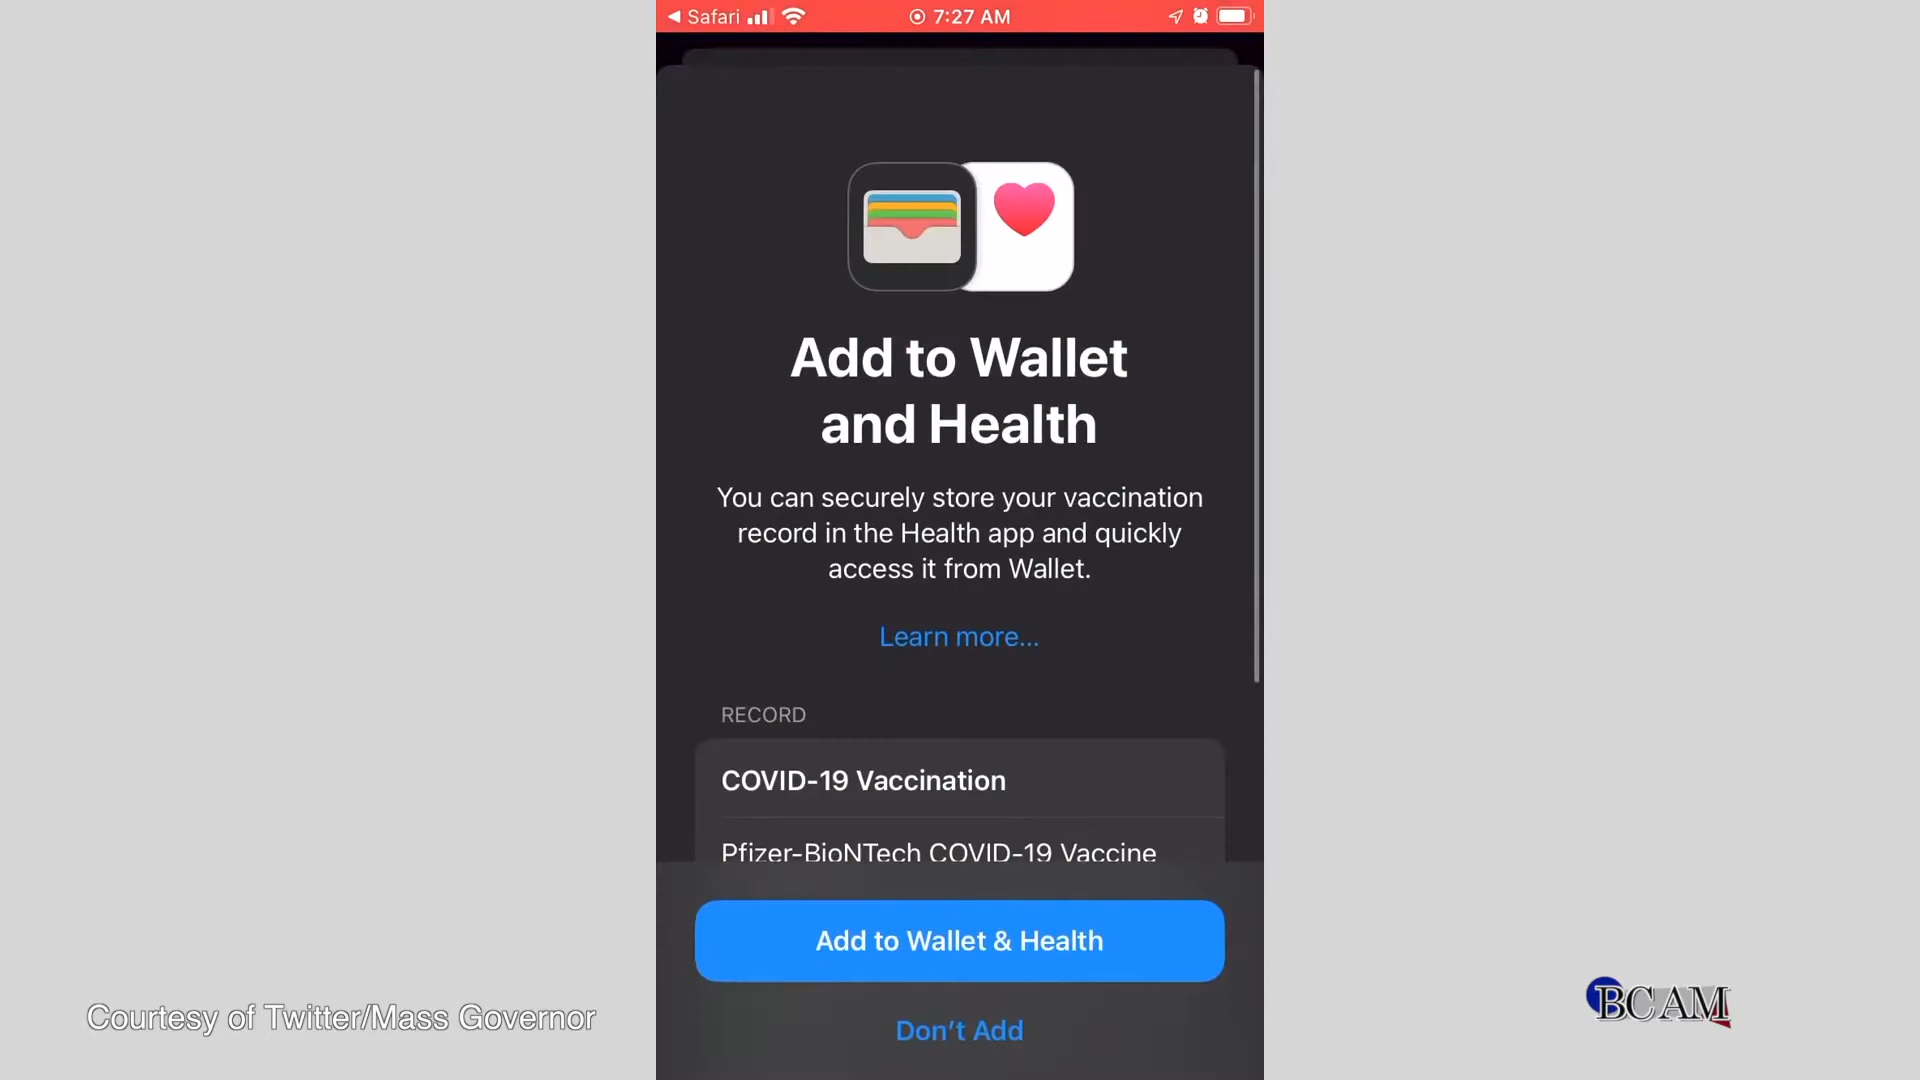 Safari
7:27 AM
Add to Wallet
and Health
You can securely store your vaccination
record in the Health app and quickly
access it from Wallet.
Learn more...
RECORD
COVID-19 Vaccination
Pfizer-BioNTech COVID-19 Vaccine
Add to Wallet & Health
Don't Add
Courtesy of Twitter/Mass Governor
BCAM